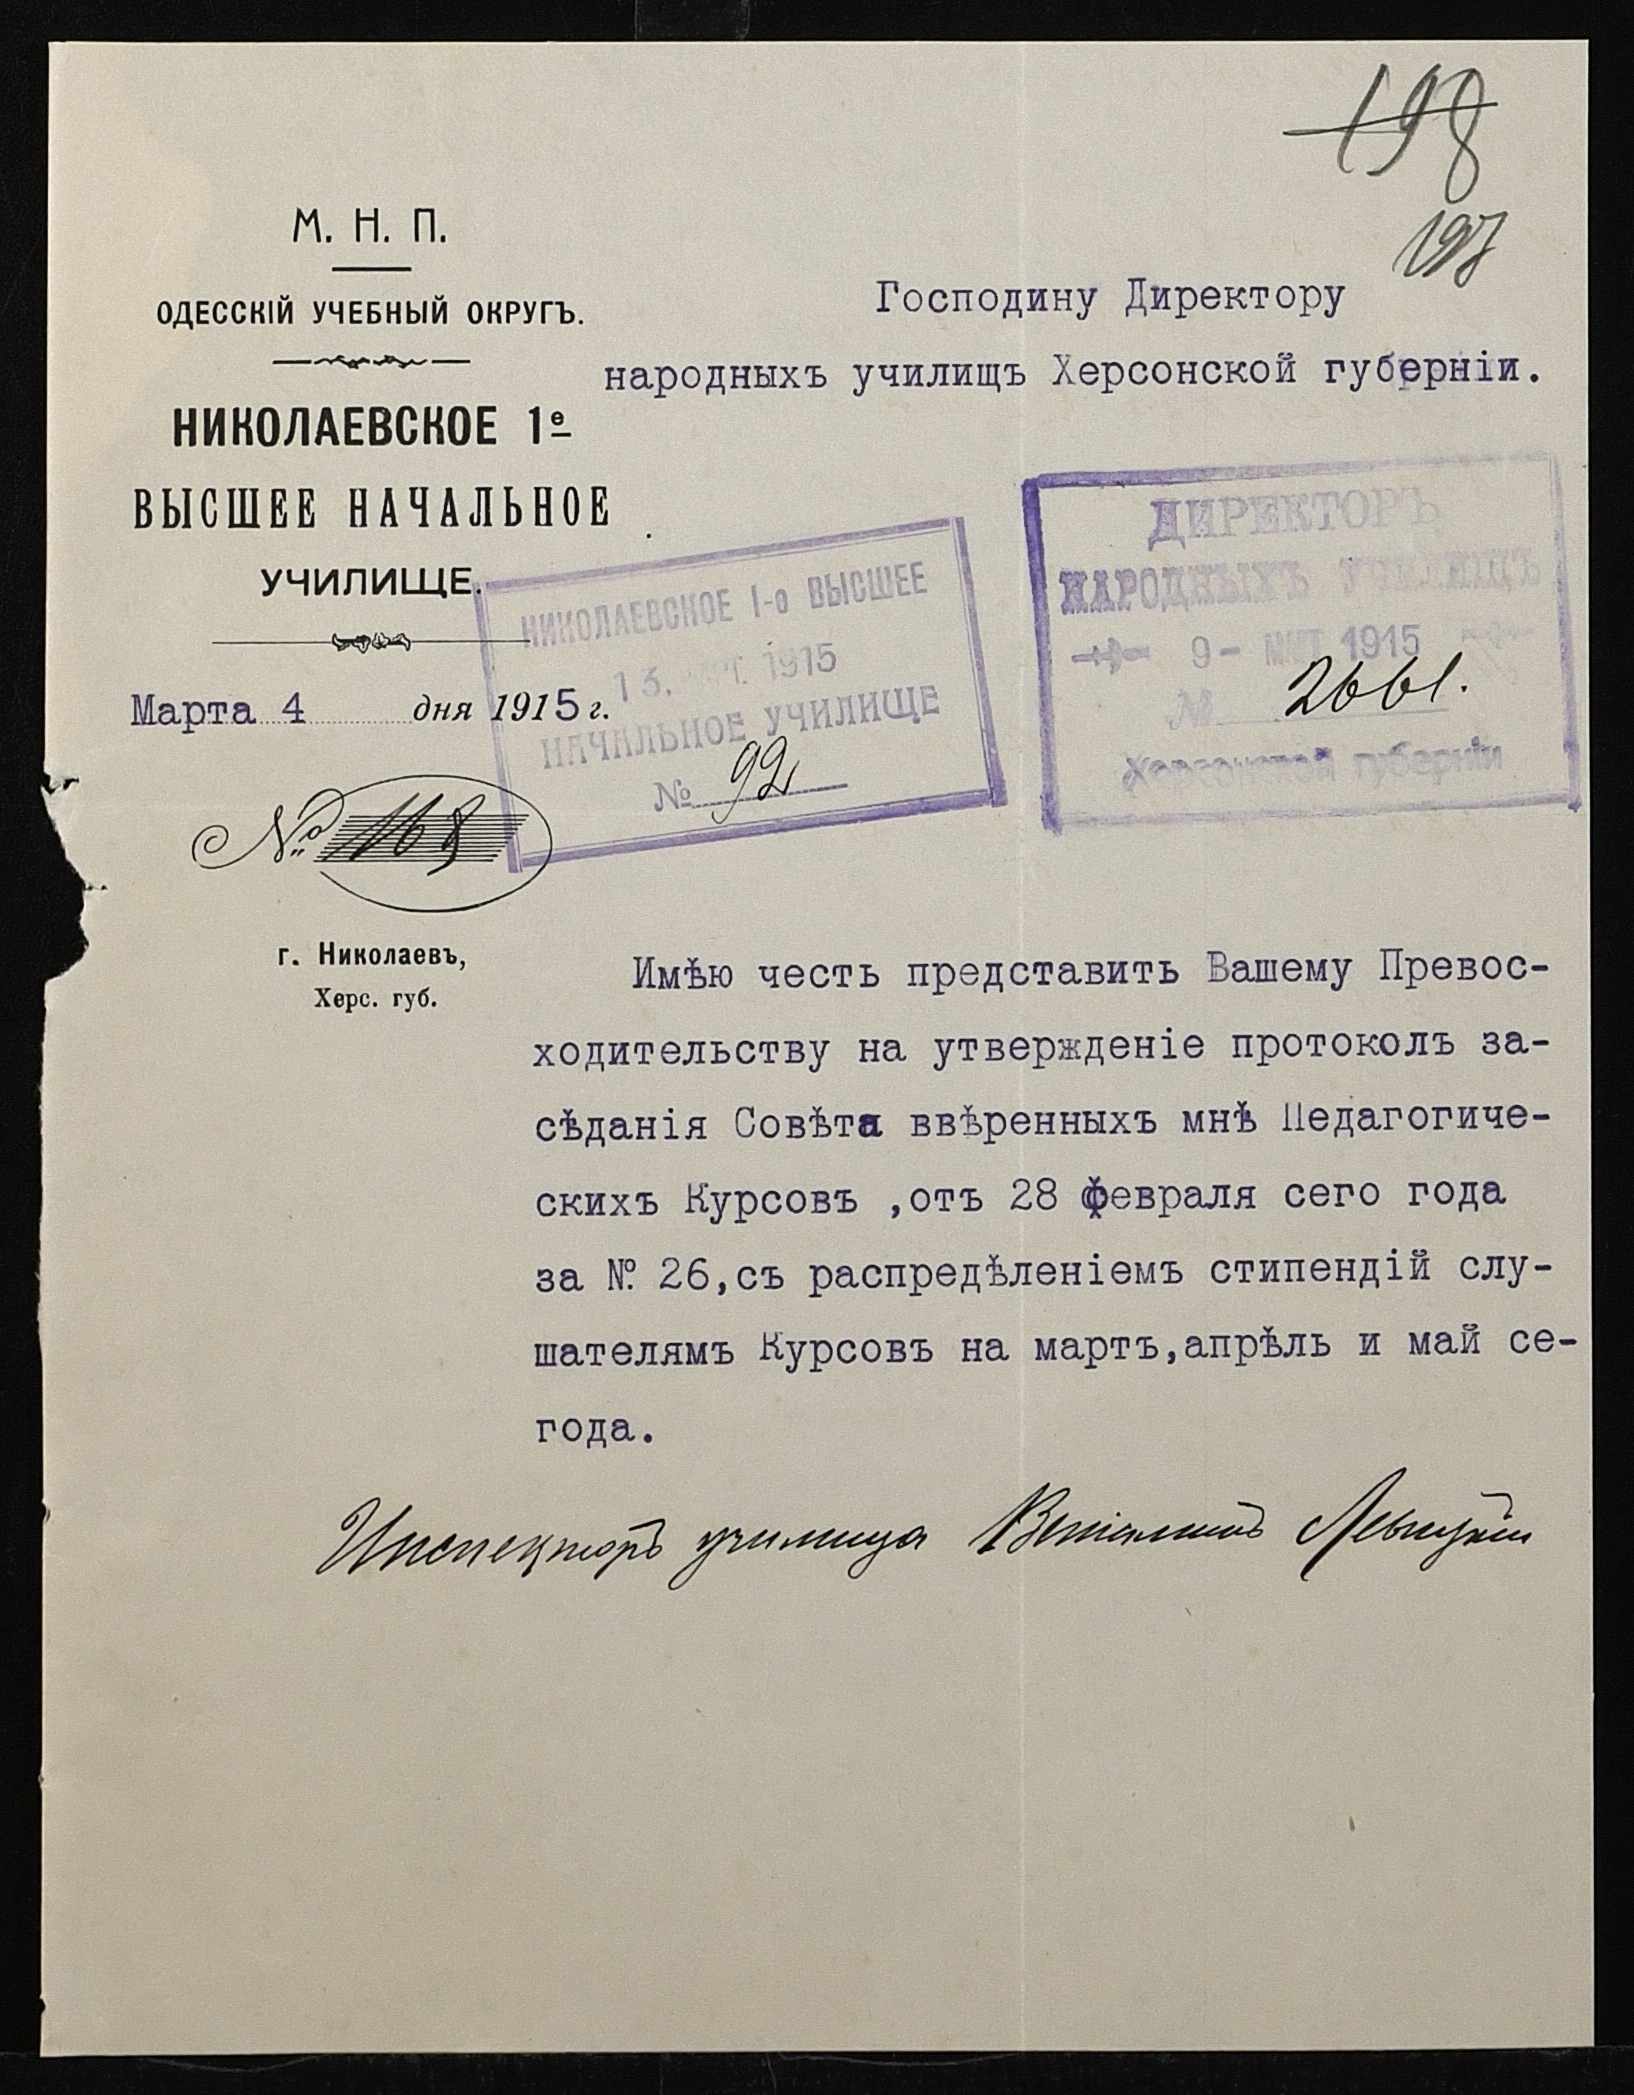 198
197
М. Н. П.
ОДЕССКІЙ УЧЕБНЫЙ ОКРУГЪ.
НИКОЛАЕВСКОЕ 1е
ВЫСШЕЕ НАЧАЛЬНОЕ
УЧИЛИЩЕ.
Марта 4 дня 1915 г.
№ 168
г. Николаевъ,
Херс. губ.
Господину Директору
народныхъ училищъ Херсонской губерніи.
НИКОЛАЕВСКОЕ 1-е ВЫСШЕЕ
13. 1915
НАЧАЛЬНОЕ УЧИЛИЩЕ
№ 92
ДИРЕКТОРЪ
НАРОДНЫХЪ УЧИЛИЩЪ
9- МРТ 1915
№ 2661.
Херсонской губерніи
Имѣю честь представить Вашему Превос-
ходительству на утвержденіе протоколъ за-
сѣданія Совѣта ввѣренныхъ мнѣ Педагогиче-
скихъ Курсовъ ,отъ 28 февраля сего года
за № 26,съ распредѣленіемъ стипендій слу-
шателямъ Курсовъ на мартъ,апрѣль и май се-
года.
Инспекторъ училища Левицкій